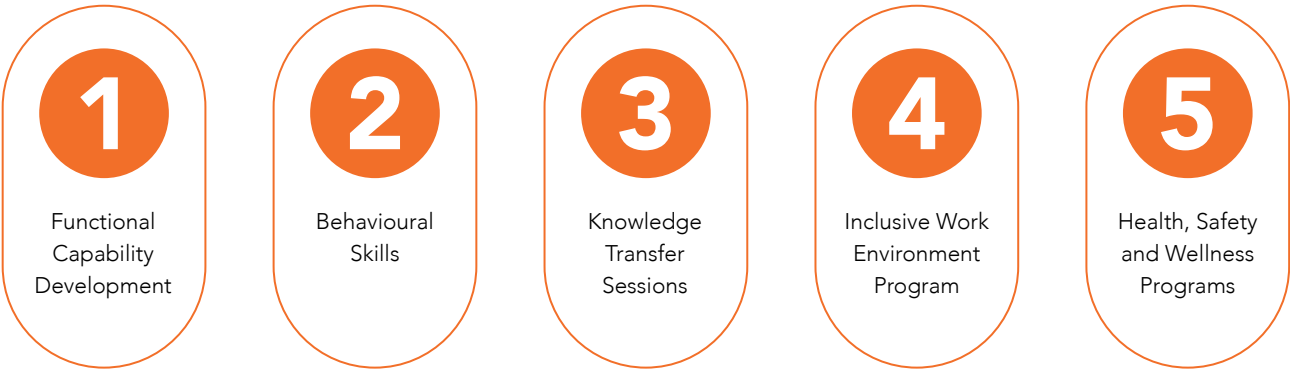 1
Functional
Capability
Development
2
Behavioural
Skills
3
Knowledge
Transfer
Sessions
4
Inclusive Work
Environment
Program
5
Health, Safety
and Wellness
Programs